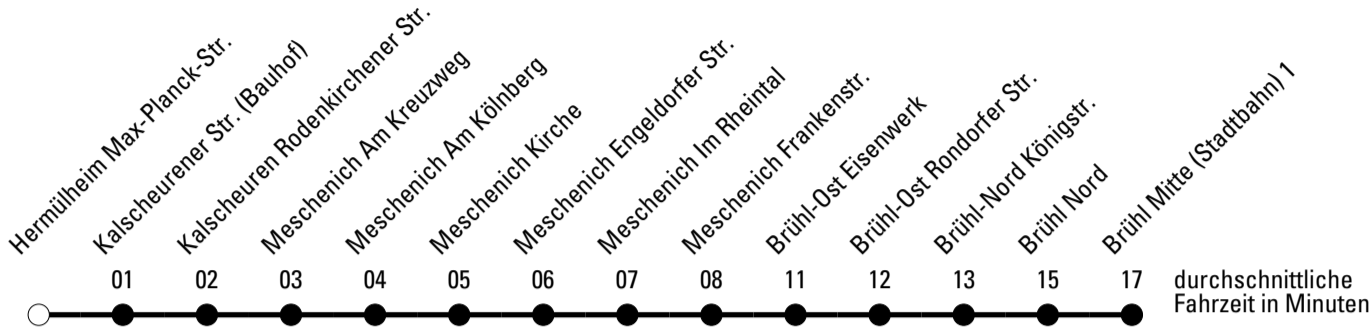 Hermülheim Max-Planck-Str.
Kalscheurener Str. (Bauhof)
Kalscheuren Rodenkirchener Str.
Meschenich Am Kreuzweg
Meschenich Am Kölnberg
Meschenich Kirche
Meschenich Engeldorfer Str.
Meschenich Im Rheintal
Meschenich Frankenstr.
Brühl-Ost Eisenwerk
Brühl-Ost Rondorfer Str.
Brühl-Nord Königstr.
Brühl Nord
Brühl Mitte (Stadtbahn) 1
01 02 03 04 05 06 07 08 11 12 13 15 17
durchschnittliche
Fahrzeit in Minuten